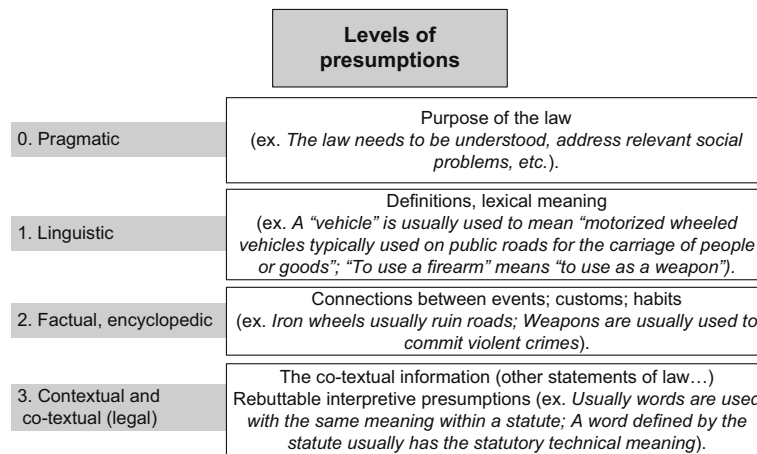 Levels of
presumptions
0. Pragmatic
Purpose of the law
(ex. The law needs to be understood, address relevant social
problems, etc.).
1. Linguistic
Definitions, lexical meaning
(ex. A “vehicle” is usually used to mean “motorized wheeled
vehicles typically used on public roads for the carriage of people
or goods”; “To use a firearm” means “to use as a weapon”).
2. Factual, encyclopedic
Connections between events; customs; habits
(ex. Iron wheels usually ruin roads; Weapons are usually used to
commit violent crimes).
3. Contextual and
co-textual (legal)
The co-textual information (other statements of law…)
Rebuttable interpretive presumptions (ex. Usually words are used
with the same meaning within a statute; A word defined by the
statute usually has the statutory technical meaning).